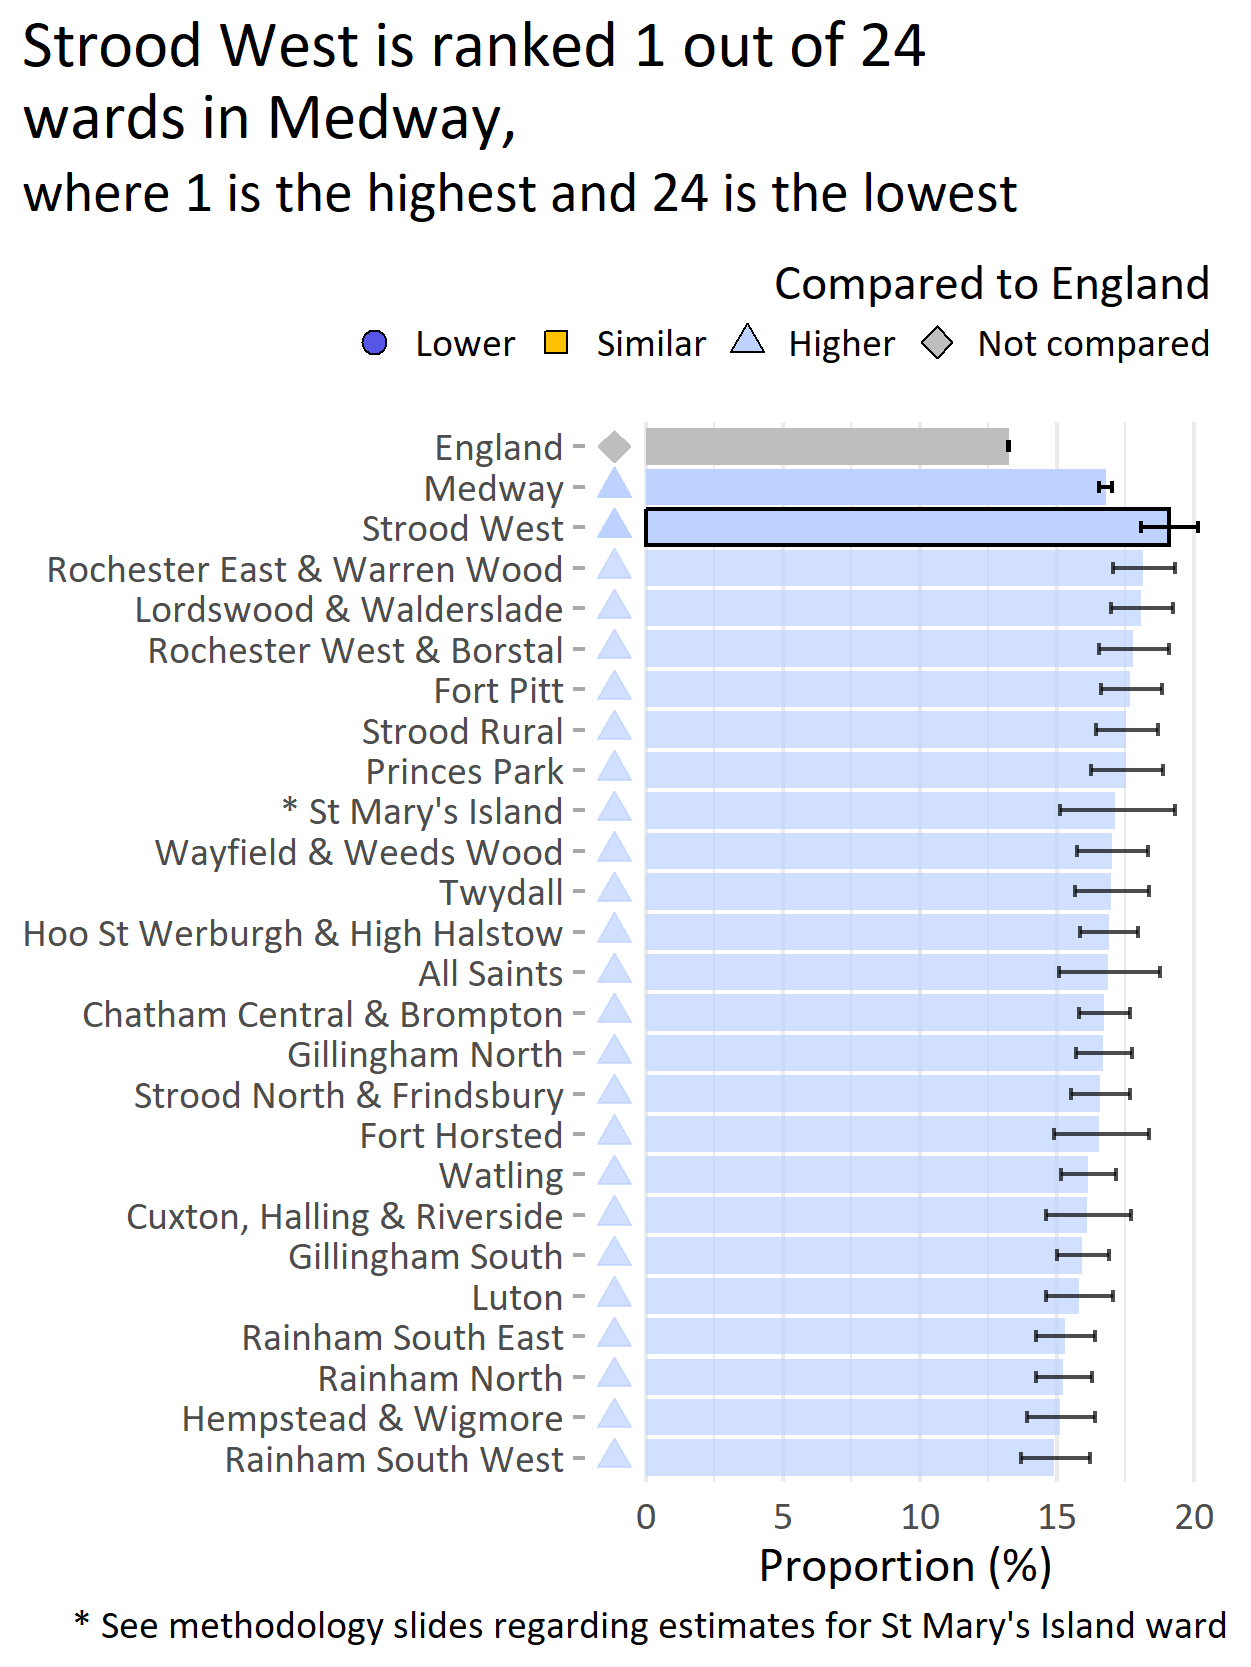 Strood West is ranked 1 out of 24
wards in Medway,
where 1 is the highest and 24 is the lowest
Compared to England
Lower Similar Higher Not compared
England
Medway
Strood West
Rochester East & Warren Wood
Lordswood & Walderslade
Rochester West & Borstal
Fort Pitt
Strood Rural
Princes Park
* St Mary's Island
Wayfield & Weeds Wood
Twydall
Hoo St Werburgh & High Halstow
All Saints
Chatham Central & Brompton
Gillingham North
Strood North & Frindsbury
Fort Horsted
Watling
Cuxton, Halling & Riverside
Gillingham South
Luton
Rainham South East
Rainham North
Hempstead & Wigmore
Rainham South West
0 5 10 15 20
Proportion (%)
* See methodology slides regarding estimates for St Mary's Island ward